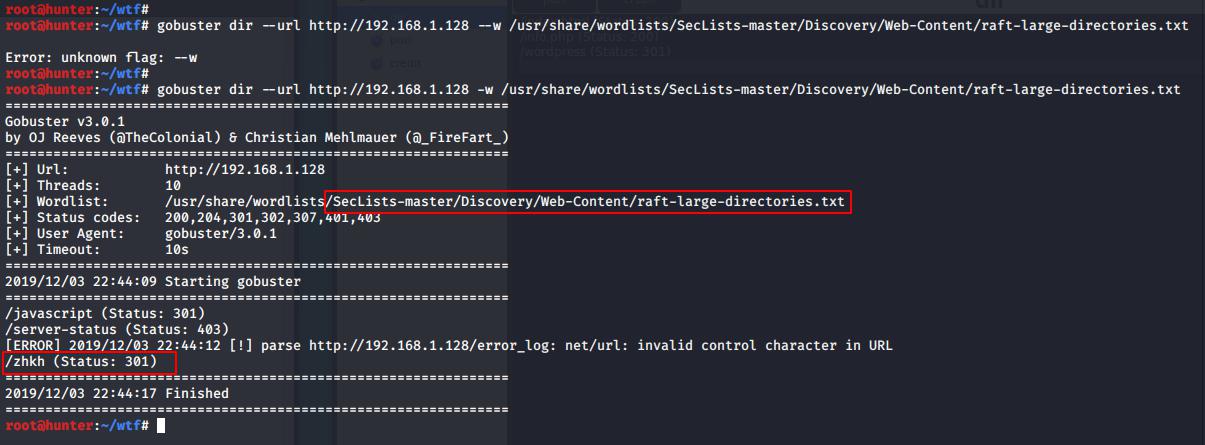 root@hunter:~/wtf#
root@hunter:~/wtf# gobuster dir --url http://192.168.1.128 --w /usr/share/wordlists/SecLists-master/Discovery/Web-Content/raft-large-directories.txt
Error: unknown flag: --w
root@hunter:~/wtf#
root@hunter:~/wtf# gobuster dir --url http://192.168.1.128 -w /usr/share/wordlists/SecLists-master/Discovery/Web-Content/raft-large-directories.txt
===============================================================
Gobuster v3.0.1
by OJ Reeves (@TheColonial) & Christian Mehlmauer (@_FireFart_)
===============================================================
[+] Url:            http://192.168.1.128
[+] Threads:        10
[+] Wordlist:       /usr/share/wordlists/SecLists-master/Discovery/Web-Content/raft-large-directories.txt
[+] Status codes:   200,204,301,302,307,401,403
[+] User Agent:     gobuster/3.0.1
[+] Timeout:        10s
===============================================================
2019/12/03 22:44:09 Starting gobuster
===============================================================
/javascript (Status: 301)
/server-status (Status: 403)
[ERROR] 2019/12/03 22:44:12 [!] parse http://192.168.1.128/error_log: net/url: invalid control character in URL
/zhkh (Status: 301)
===============================================================
2019/12/03 22:44:17 Finished
===============================================================
root@hunter:~/wtf#